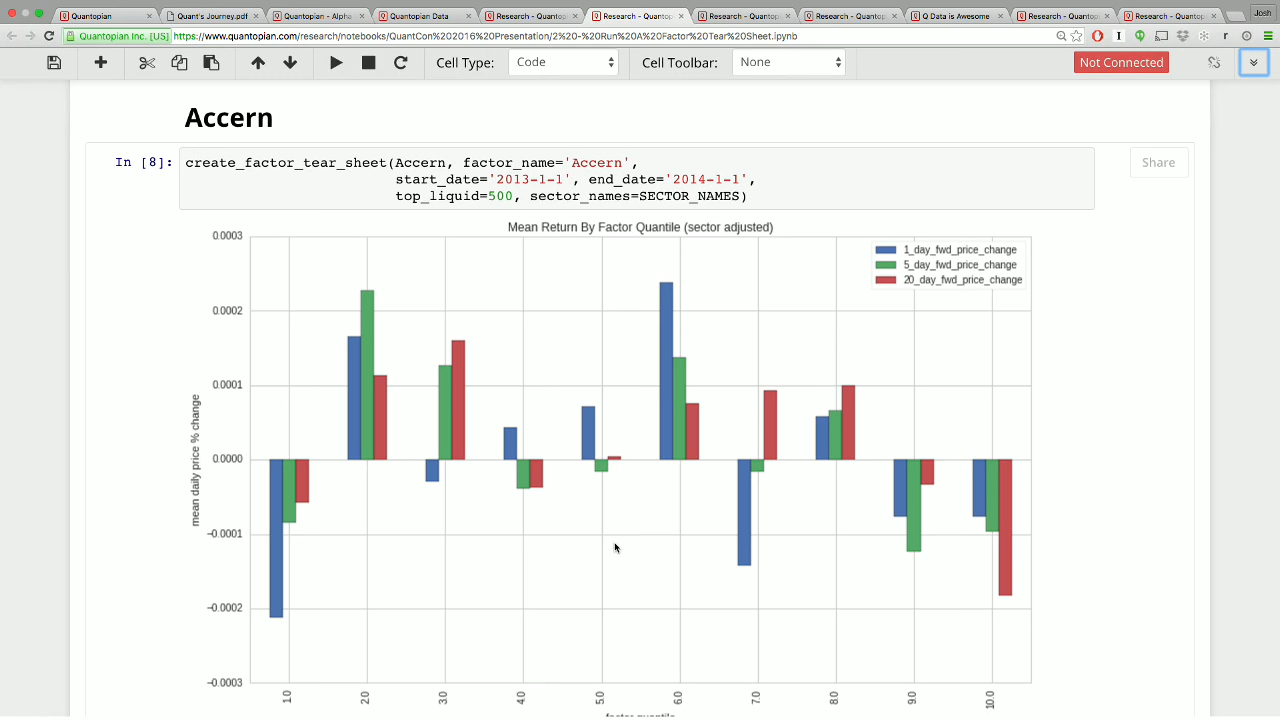 Quantopian
Quant's Journey.pdf
Quantopian - Alpha
Quantopian Data
Research - Quantop
Research - Quantop
Research - Quantop
Research - Quantop
Q Data is Awesome
Research - Quantop
Research - Quantop
Josh
Quantopian Inc. [US]
https://www.quantopian.com/research/notebooks/QuantCon%202016%20Presentation/2%20-%20Run%20A%20Factor%20Tear%20Sheet.ipynb
Cell Type:
Code
Cell Toolbar:
None
Not Connected
Accern
In [8]:
create_factor_tear_sheet(Accern, factor_name='Accern',
start_date='2013-1-1', end_date='2014-1-1',
top_liquid=500, sector_names=SECTOR_NAMES)
Share
Mean Return By Factor Quantile (sector adjusted)
1_day_fwd_price_change
5_day_fwd_price_change
20_day_fwd_price_change
mean daily price % change
0.0003
0.0002
0.0001
0.0000
−0.0001
−0.0002
−0.0003
1.0
2.0
3.0
4.0
5.0
6.0
7.0
8.0
9.0
10.0
factor quantile